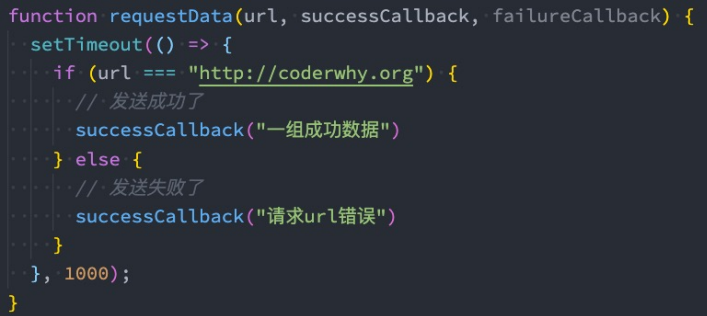 function requestData(url, successCallback, failureCallback) {
  setTimeout(() => {
    if (url === "http://coderwhy.org") {
      // 发送成功了
      successCallback("一组成功数据")
    } else {
      // 发送失败了
      successCallback("请求url错误")
    }
  }, 1000);
}